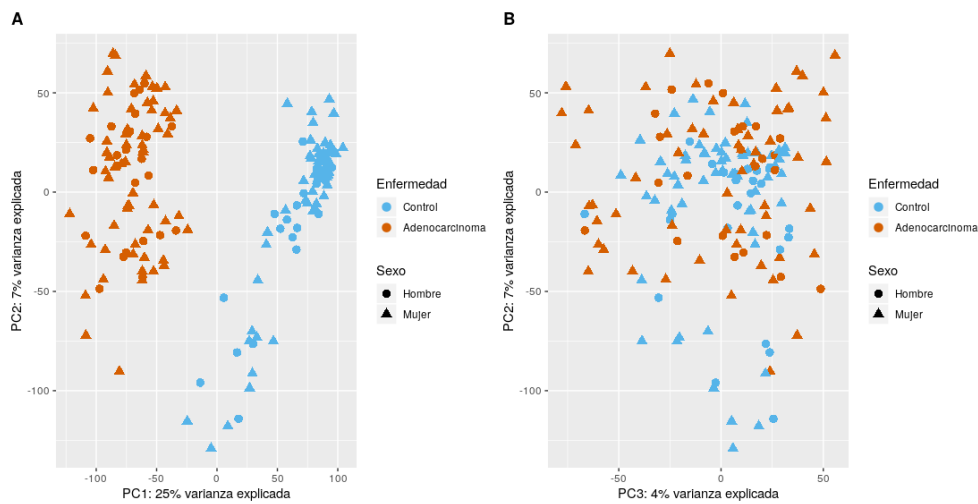 A
50
0
-50
-100
-100
-50
0
50
100
PC2: 7% varianza explicada
PC1: 25% varianza explicada
Enfermedad
Control
Adenocarcinoma
Sexo
Hombre
Mujer
B
50
0
-50
-100
-50
0
50
PC2: 7% varianza explicada
PC3: 4% varianza explicada
Enfermedad
Control
Adenocarcinoma
Sexo
Hombre
Mujer